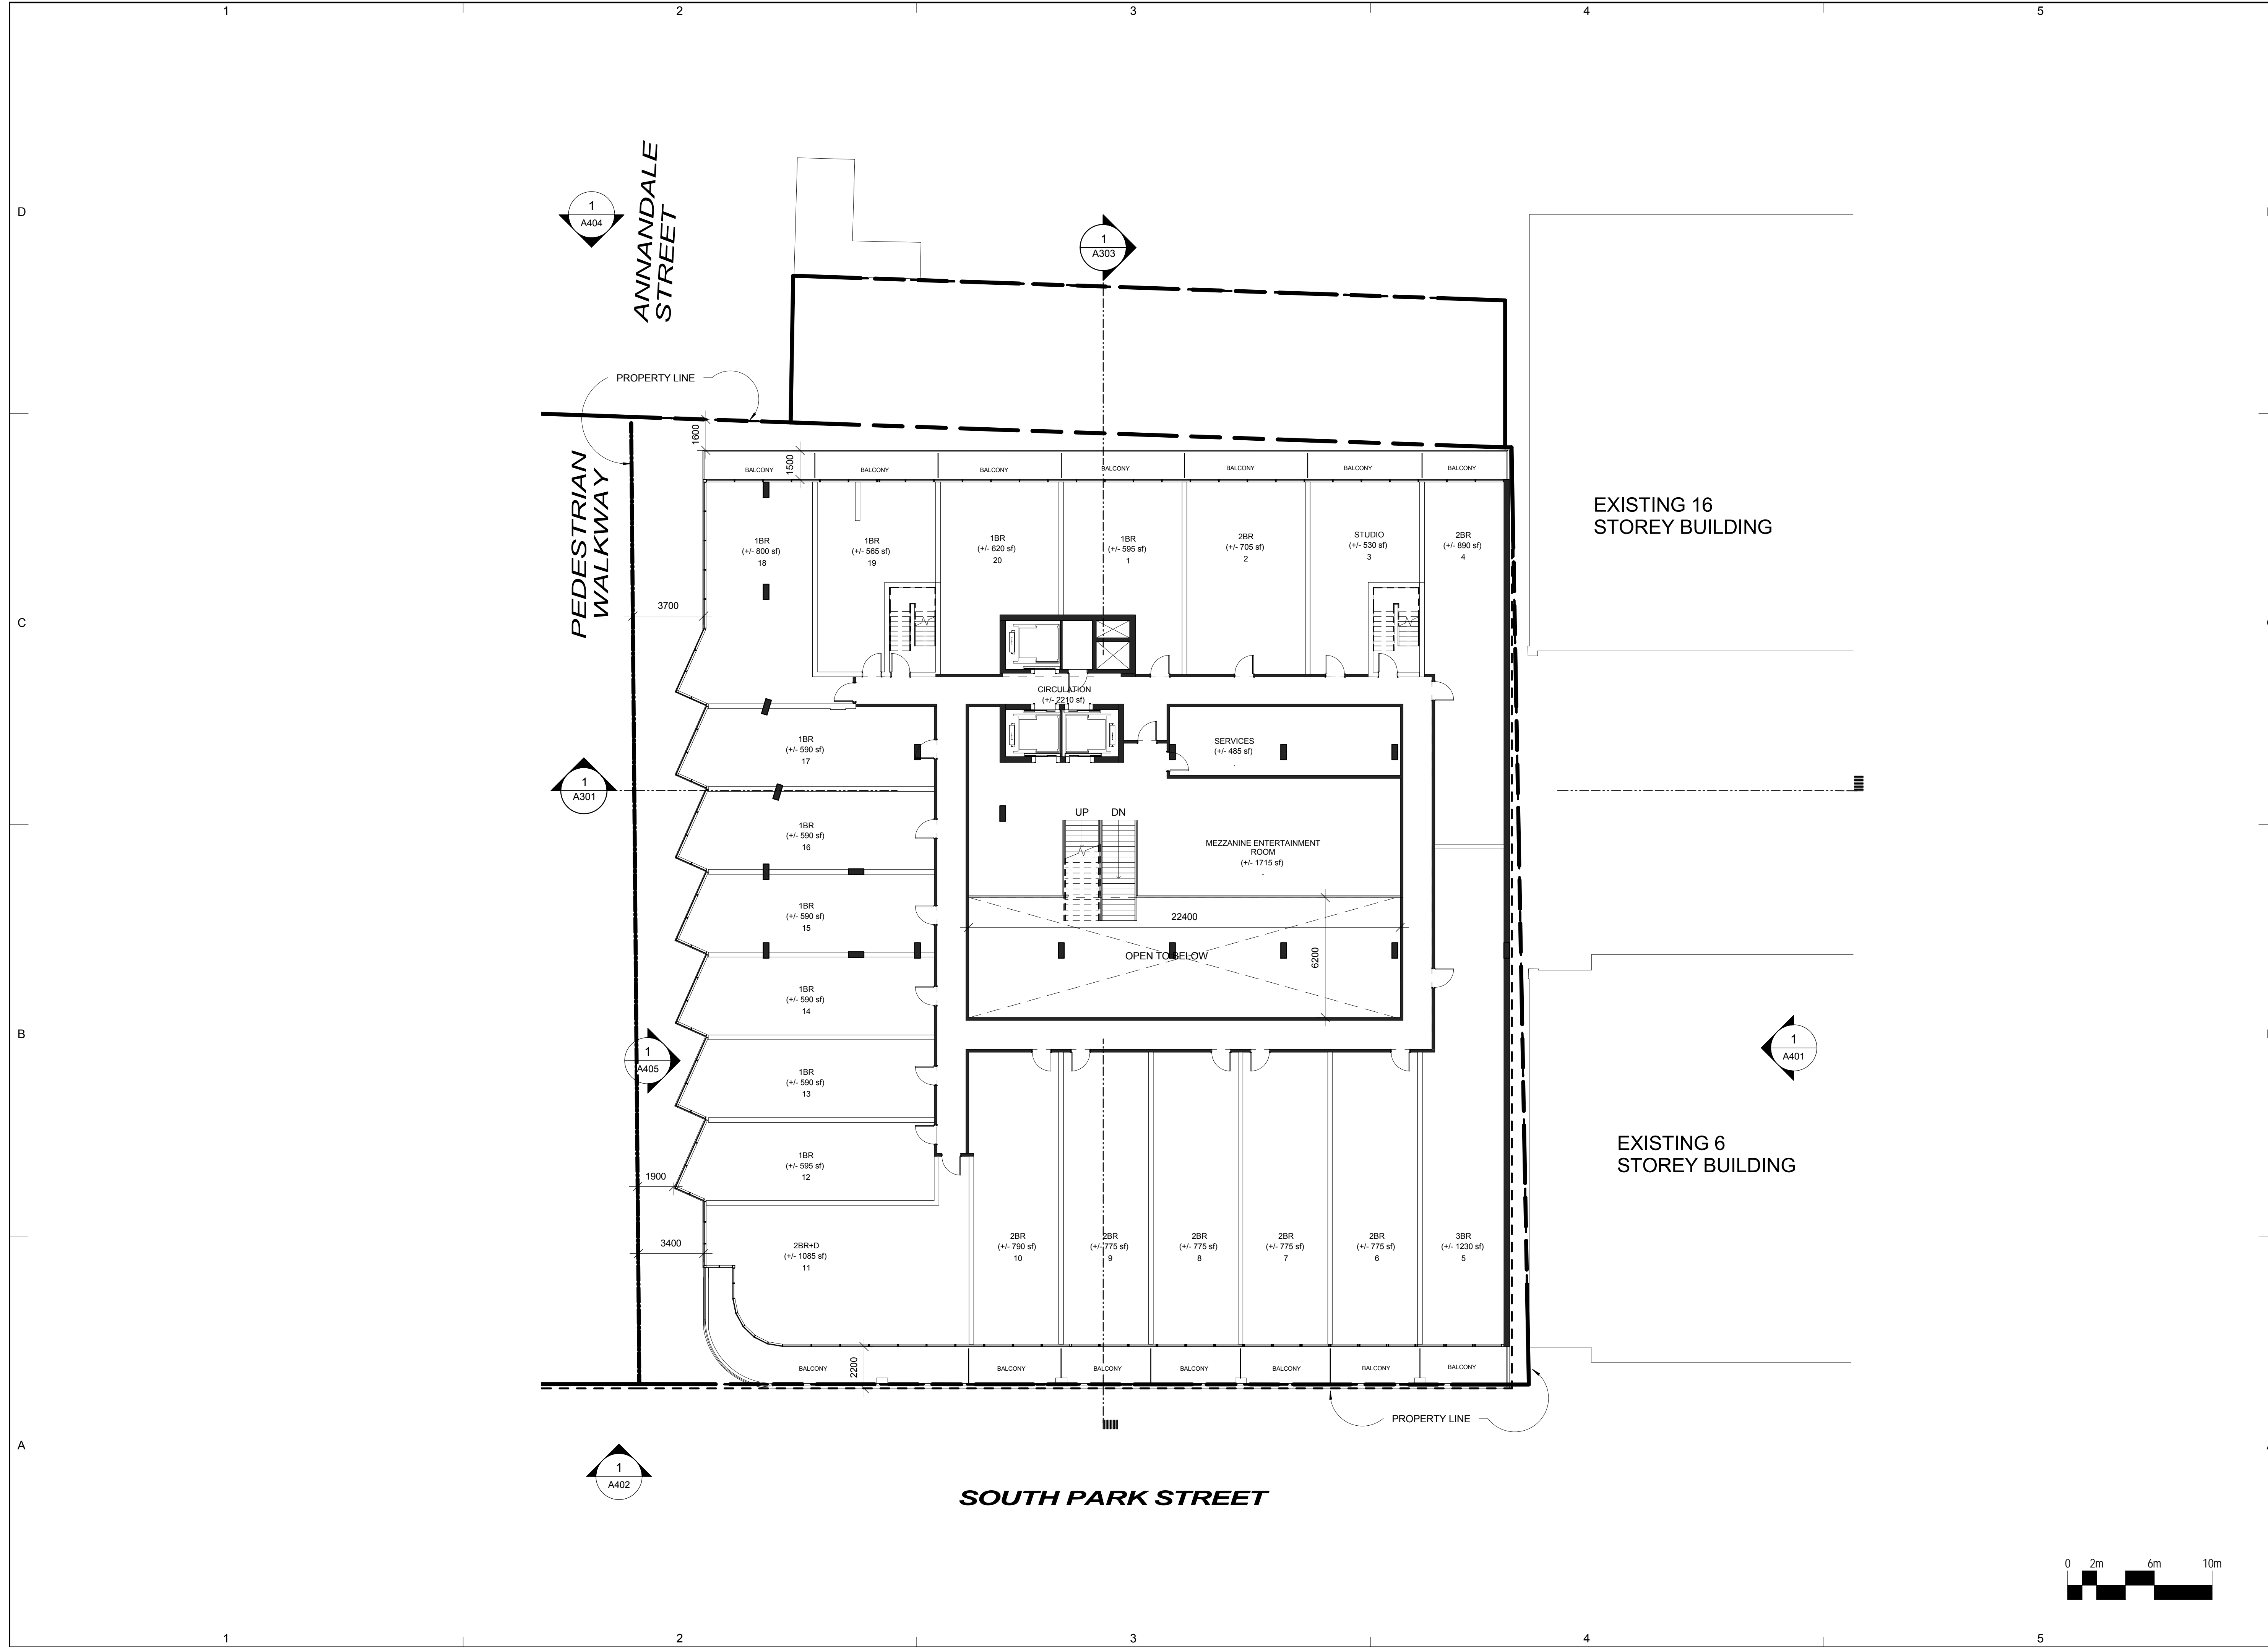 1
2
3
4
5
D
C
B
A
ANNANDALE
STREET
1
A404
1
A303
PROPERTY LINE
1600
1500
PEDESTRIAN
WALKWAY
BALCONY
BALCONY
BALCONY
BALCONY
BALCONY
BALCONY
BALCONY
EXISTING 16
STOREY BUILDING
1BR
(+/- 800 sf)
18
1BR
(+/- 565 sf)
19
1BR
(+/- 620 sf)
20
1BR
(+/- 595 sf)
1
2BR
(+/- 705 sf)
2
STUDIO
(+/- 530 sf)
3
2BR
(+/- 890 sf)
4
3700
CIRCULATION
(+/- 2210 sf)
1BR
(+/- 590 sf)
17
SERVICES
(+/- 485 sf)
.
1
A301
UP
DN
1BR
(+/- 590 sf)
16
MEZZANINE ENTERTAINMENT
ROOM
(+/- 1715 sf)
-
1BR
(+/- 590 sf)
15
22400
6200
OPEN TO BELOW
1BR
(+/- 590 sf)
14
1
A405
1
A401
1BR
(+/- 590 sf)
13
1BR
(+/- 595 sf)
12
EXISTING 6
STOREY BUILDING
1900
3400
2BR+D
(+/- 1085 sf)
11
2BR
(+/- 790 sf)
10
2BR
(+/- 775 sf)
9
2BR
(+/- 775 sf)
8
2BR
(+/- 775 sf)
7
2BR
(+/- 775 sf)
6
3BR
(+/- 1230 sf)
5
2200
BALCONY
BALCONY
BALCONY
BALCONY
BALCONY
BALCONY
BALCONY
PROPERTY LINE
1
A402
SOUTH PARK STREET
0 2m 6m 10m
1
2
3
4
5